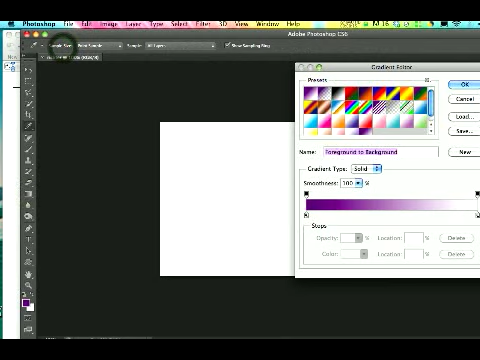 Photoshop File Edit Image Layer Type Select Filter 3D View Window Help
Adobe Photoshop CS6
Sample Size: Point Sample Sample: All Layers Show Sampling Ring
Gradient Editor
Presets
OK
Cancel
Load...
Save...
Name: Foreground to Background New
Gradient Type: Solid
Smoothness: 100 %
Stops
Opacity: % Location: % Delete
Color: Location: % Delete